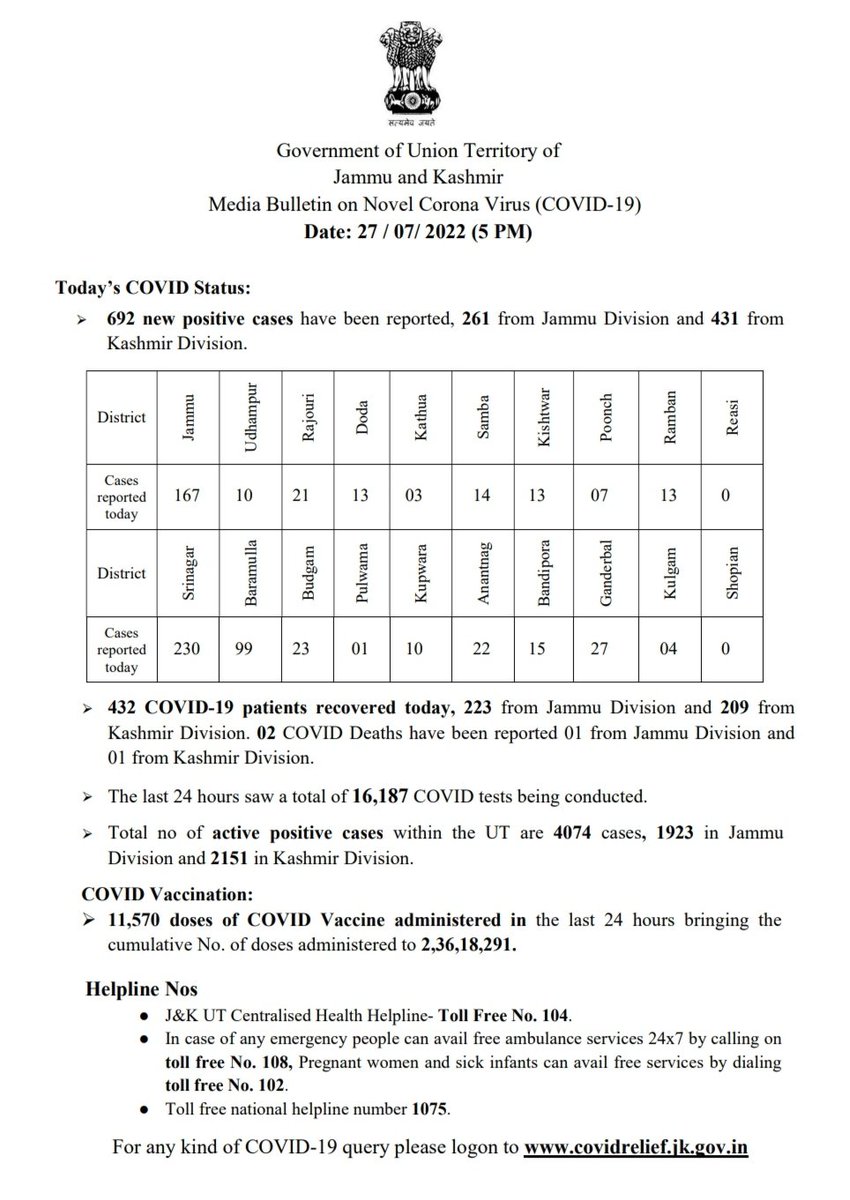 सत्यमेव जयते
Government of Union Territory of
Jammu and Kashmir
Media Bulletin on Novel Corona Virus (COVID-19)
Date: 27 / 07/ 2022 (5 PM)
Today’s COVID Status:
➢ 692 new positive cases have been reported, 261 from Jammu Division and 431 from
Kashmir Division.
District Jammu Udhampur Rajouri Doda Kathua Samba Kishtwar Poonch Ramban Reasi
Cases
reported
today
167 10 21 13 03 14 13 07 13 0
District Srinagar Baramulla Budgam Pulwama Kupwara Anantnag Bandipora Ganderbal Kulgam Shopian
Cases
reported
today
230 99 23 01 10 22 15 27 04 0
➢ 432 COVID-19 patients recovered today, 223 from Jammu Division and 209 from
Kashmir Division. 02 COVID Deaths have been reported 01 from Jammu Division and
01 from Kashmir Division.
➢ The last 24 hours saw a total of 16,187 COVID tests being conducted.
➢ Total no of active positive cases within the UT are 4074 cases, 1923 in Jammu
Division and 2151 in Kashmir Division.
COVID Vaccination:
➢ 11,570 doses of COVID Vaccine administered in the last 24 hours bringing the
cumulative No. of doses administered to 2,36,18,291.
Helpline Nos
● J&K UT Centralised Health Helpline- Toll Free No. 104.
● In case of any emergency people can avail free ambulance services 24x7 by calling on
toll free No. 108, Pregnant women and sick infants can avail free services by dialing
toll free No. 102.
● Toll free national helpline number 1075.
For any kind of COVID-19 query please logon to www.covidrelief.jk.gov.in